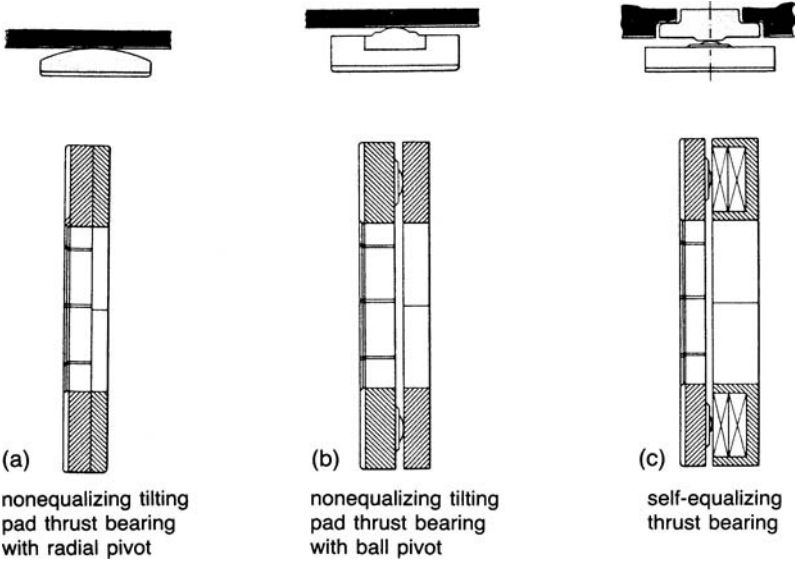 (a)
nonequalizing tilting
pad thrust bearing
with radial pivot
(b)
nonequalizing tilting
pad thrust bearing
with ball pivot
(c)
self-equalizing
thrust bearing